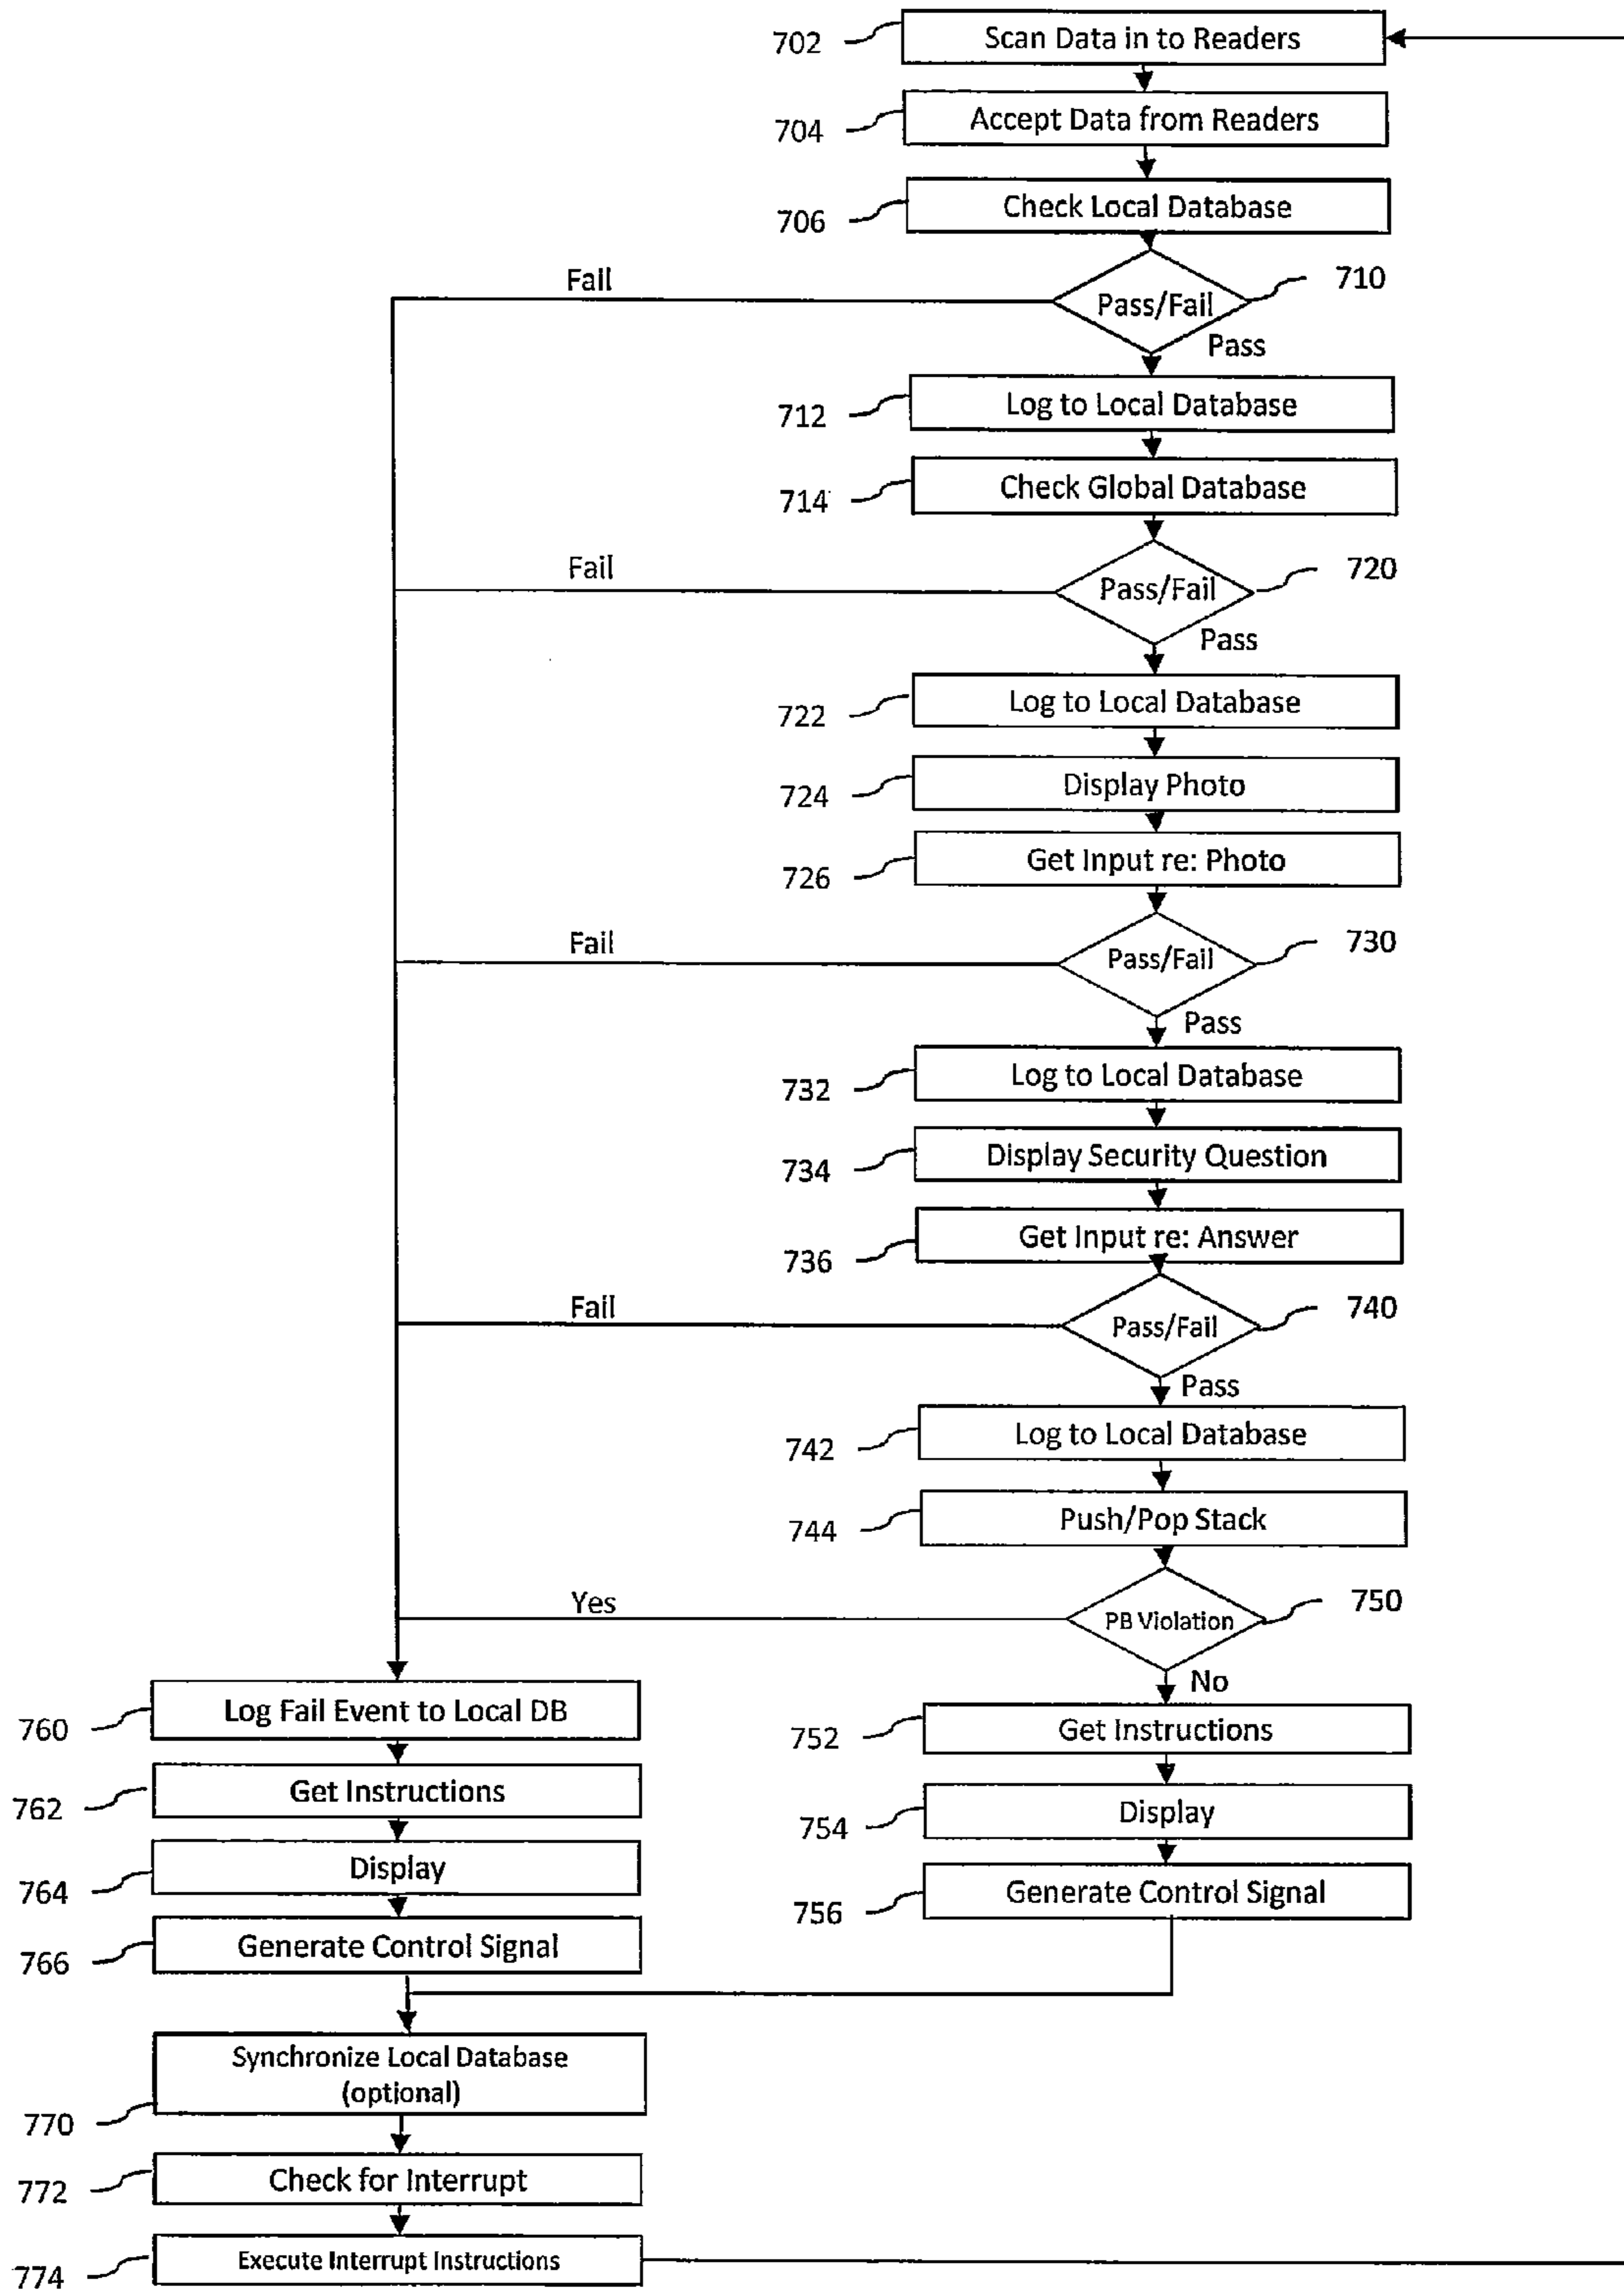 702 Scan Data in to Readers
704 Accept Data from Readers
706 Check Local Database
Fail Pass/Fail 710
Pass
712 Log to Local Database
714 Check Global Database
Fail Pass/Fail 720
Pass
722 Log to Local Database
724 Display Photo
726 Get Input re: Photo
Fail Pass/Fail 730
Pass
732 Log to Local Database
734 Display Security Question
736 Get Input re: Answer
Fail Pass/Fail 740
Pass
742 Log to Local Database
744 Push/Pop Stack
Yes PB Violation 750
No
760 Log Fail Event to Local DB
752 Get Instructions
762 Get Instructions
754 Display
764 Display
756 Generate Control Signal
766 Generate Control Signal
Synchronize Local Database
(optional)
770
772 Check for Interrupt
774 Execute Interrupt Instructions